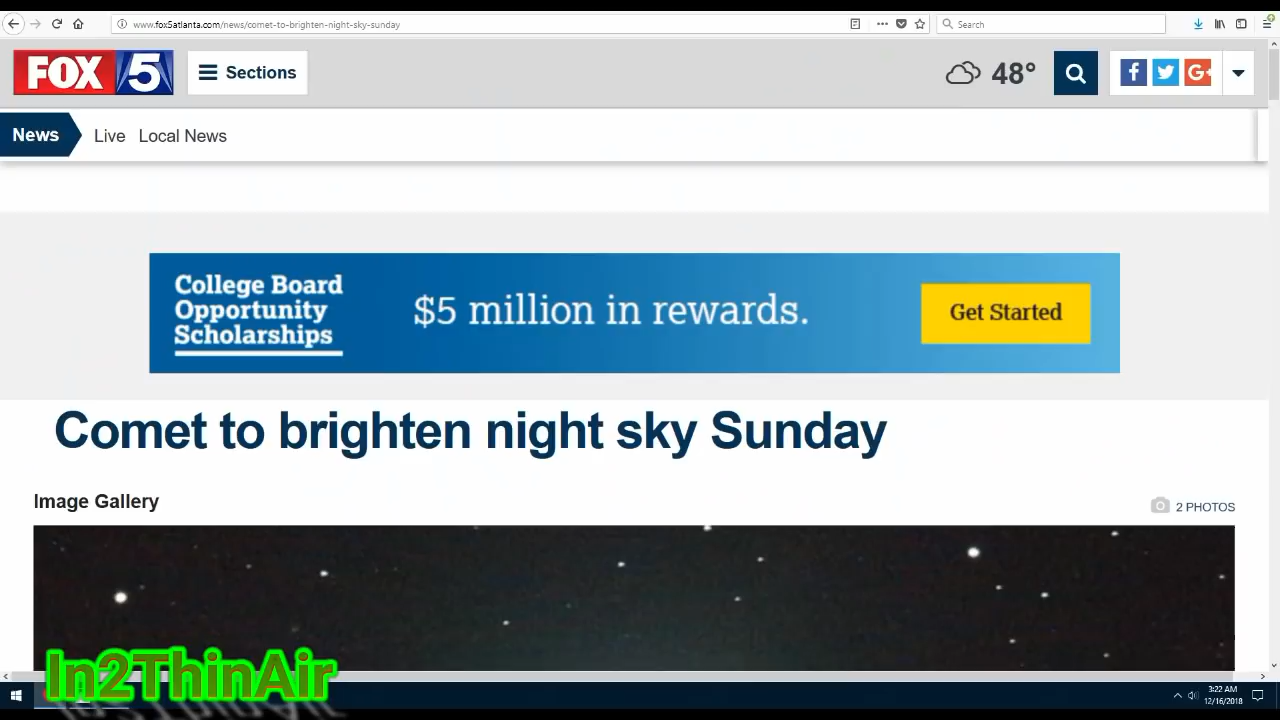 www.fox5atlanta.com/news/comet-to-brighten-night-sky-sunday
Search
FOX 5
Sections
48°
f
G+
News
Live
Local News
College Board
Opportunity
Scholarships
$5 million in rewards.
Get Started
Comet to brighten night sky Sunday
Image Gallery
2 PHOTOS
In2ThinAir
3:22 AM
12/16/2018